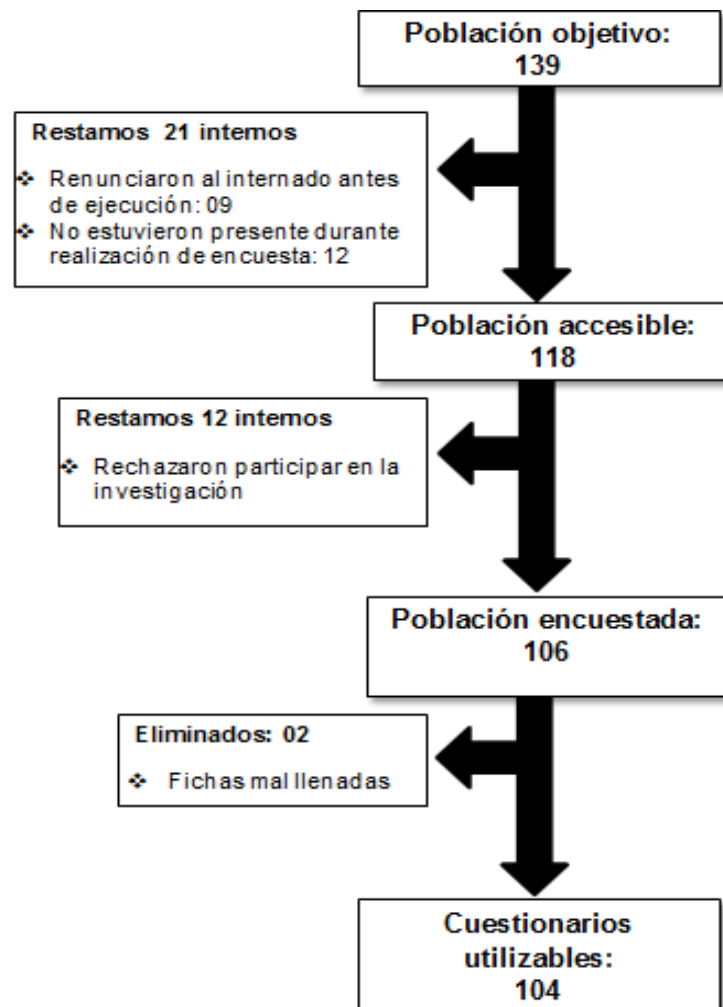 Población objetivo:
139
Restamos 21 internos
❖ Renunciaron al internado antes
de ejecución: 09
❖ No estuvieron presente durante
realización de encuesta: 12
Población accesible:
118
Restamos 12 internos
❖ Rechazaron participar en la
investigación
Población encuestada:
106
Eliminados: 02
❖ Fichas mal llenadas
Cuestionarios
utilizables:
104